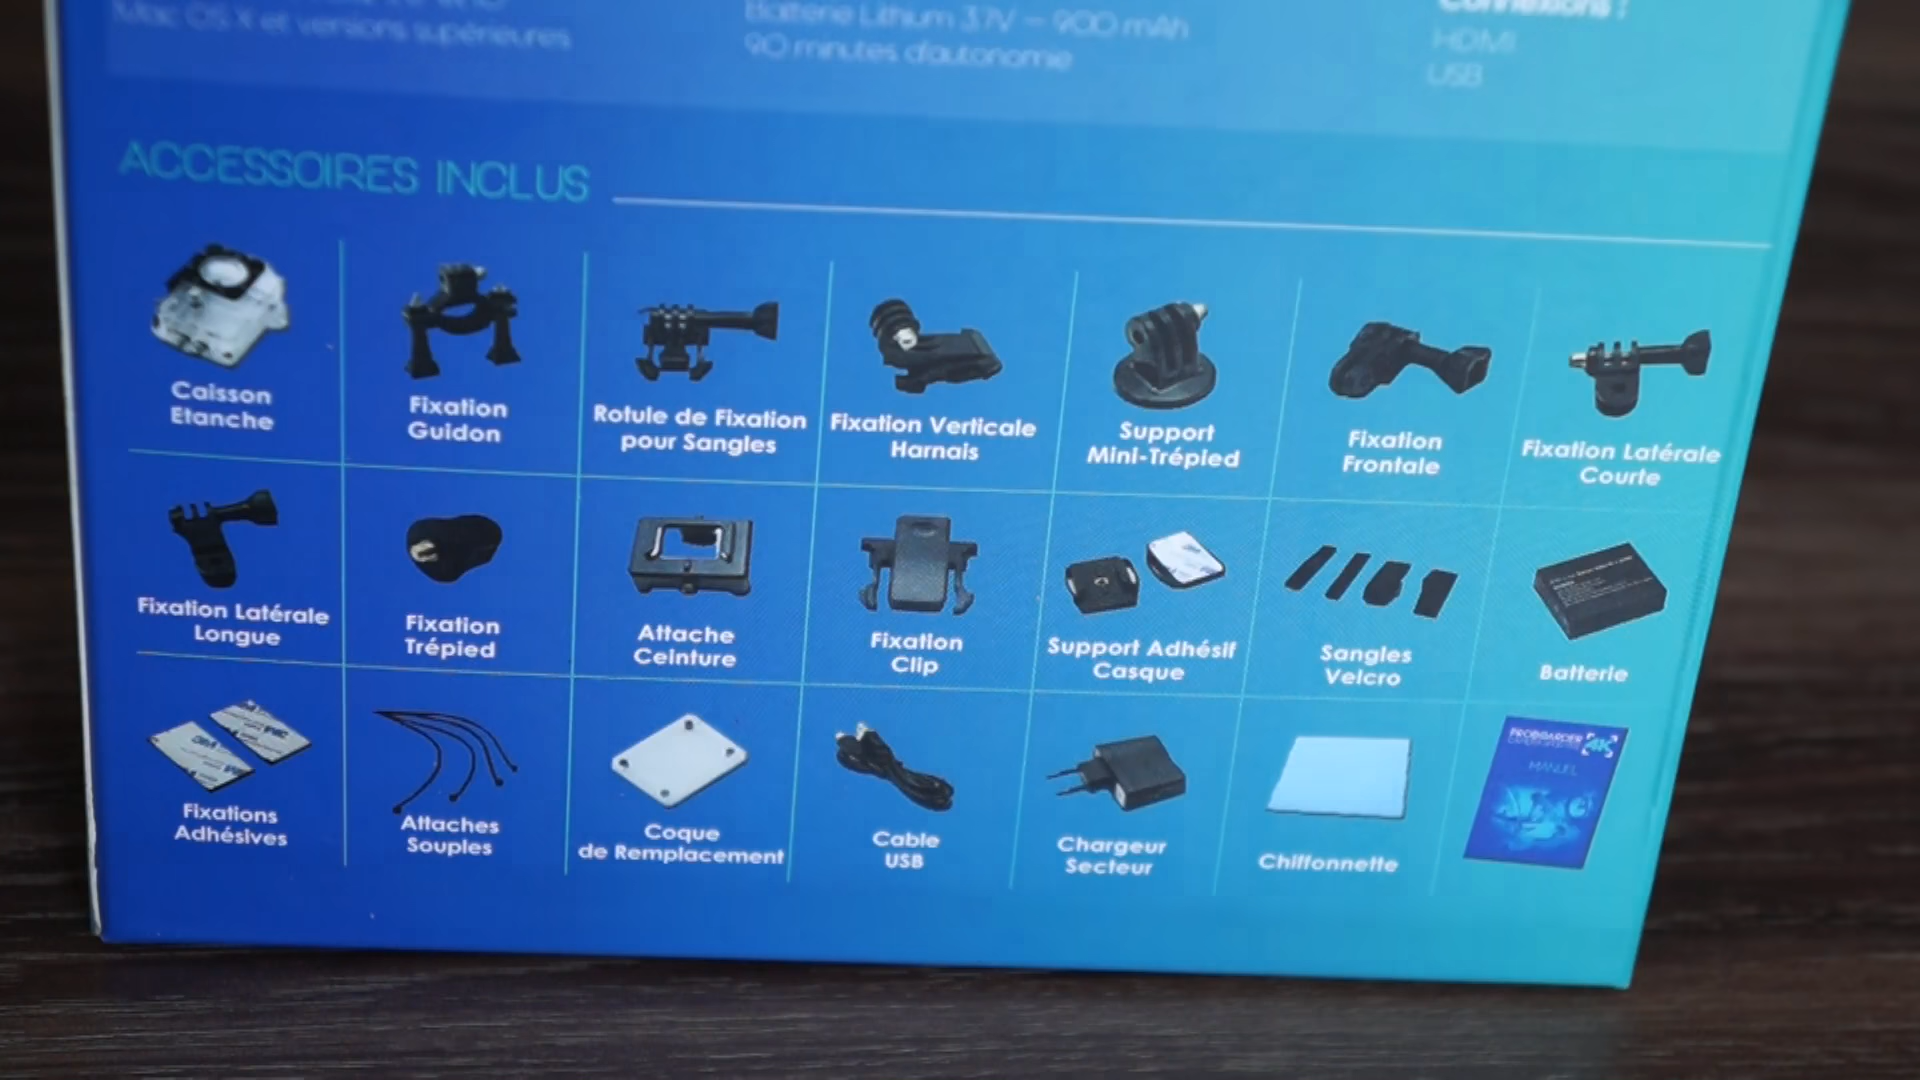 Mac OS X et versions supérieures
Batterie Lithium 3.7V – 900 mAh
90 minutes d'autonomie
Connexions :
HDMI
USB
ACCESSOIRES INCLUS
Caisson
Etanche
Fixation
Guidon
Rotule de Fixation
pour Sangles
Fixation Verticale
Harnais
Support
Mini-Trépied
Fixation
Frontale
Fixation Latérale
Courte
Fixation Latérale
Longue
Fixation
Trépied
Attache
Ceinture
Fixation
Clip
Support Adhésif
Casque
Sangles
Velcro
Batterie
Fixations
Adhésives
Attaches
Souples
Coque
de Remplacement
Cable
USB
Chargeur
Secteur
Chiffonnette
PROBOARDER
4K
MANUEL